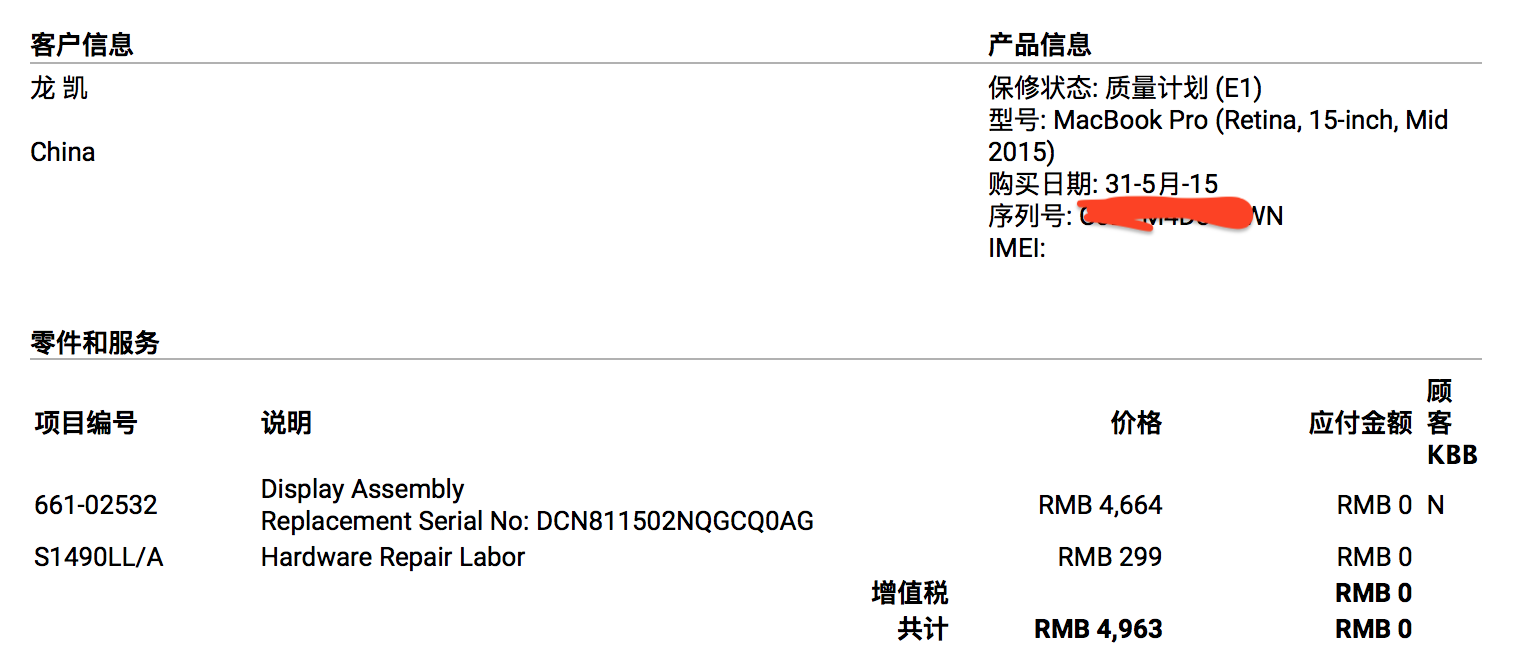 客户信息
龙 凯
China
产品信息
保修状态: 质量计划 (E1)
型号: MacBook Pro (Retina, 15-inch, Mid
2015)
购买日期: 31-5月-15
序列号: WN
IMEI:
零件和服务
项目编号 说明 价格 应付金额 顾客KBB
661-02532 Display Assembly RMB 4,664 RMB 0 N
Replacement Serial No: DCN811502NQGCQ0AG
S1490LL/A Hardware Repair Labor RMB 299 RMB 0
增值税 RMB 0
共计 RMB 4,963 RMB 0